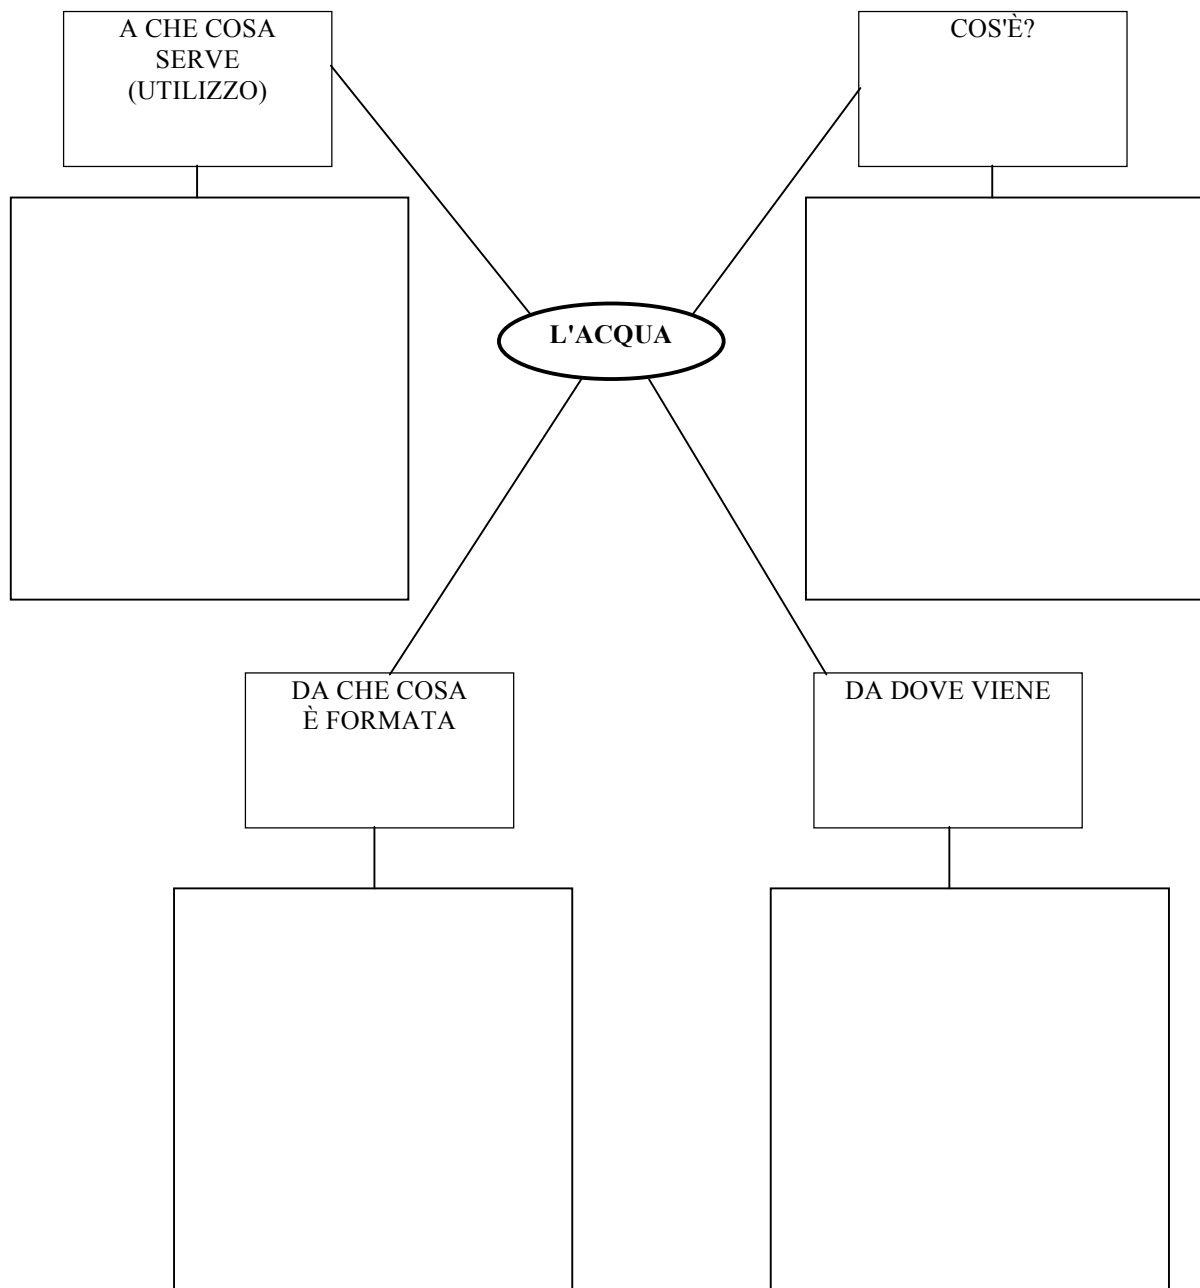 A CHE COSA
SERVE
(UTILIZZO)
COS'È?
L'ACQUA
DA CHE COSA
È FORMATA
DA DOVE VIENE